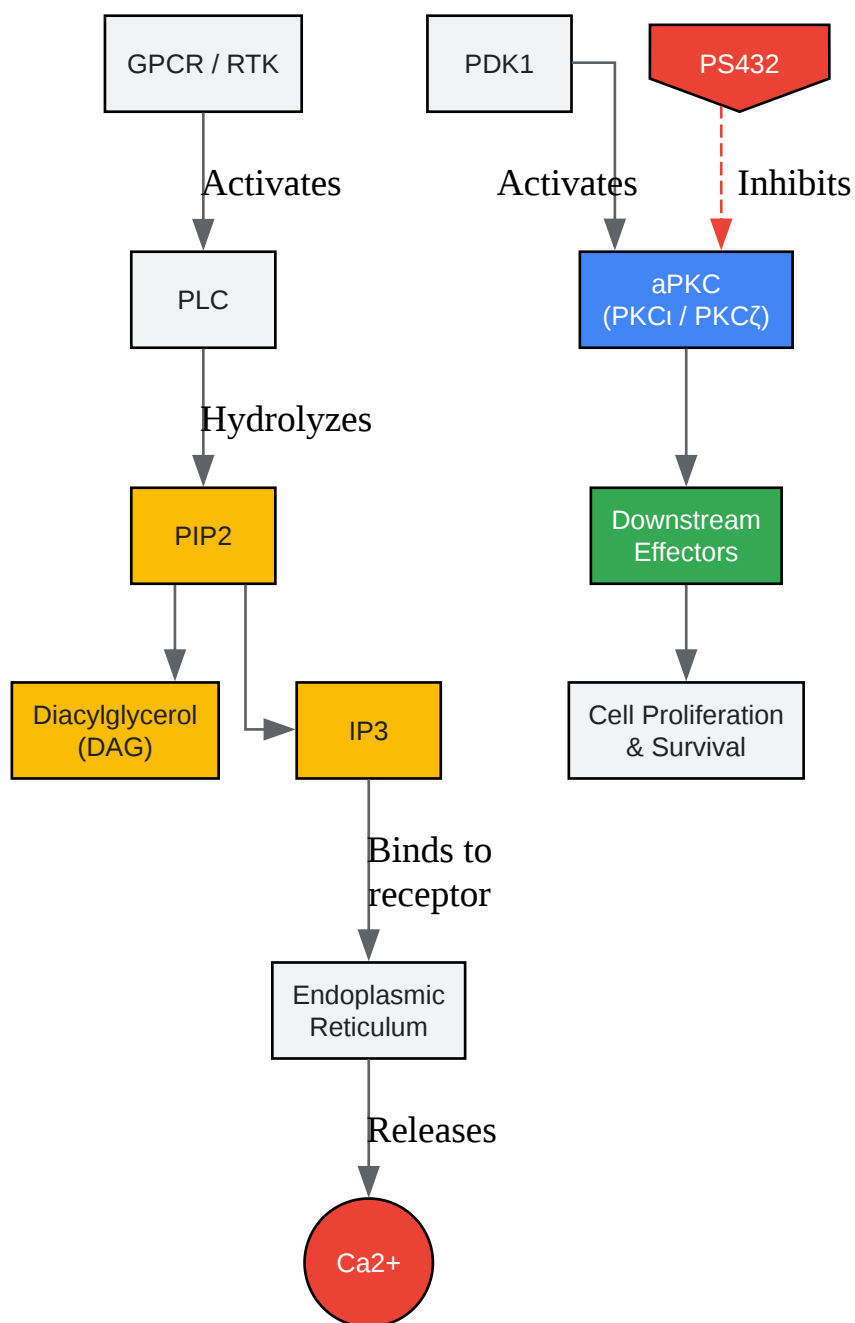 GPCR / RTK
PDK1
PS432
Activates
Activates
Inhibits
PLC
aPKC
(PKCι / PKCζ)
Hydrolyzes
PIP2
Downstream
Effectors
Diacylglycerol
(DAG)
IP3
Cell Proliferation
& Survival
Binds to
receptor
Endoplasmic
Reticulum
Releases
Ca2+